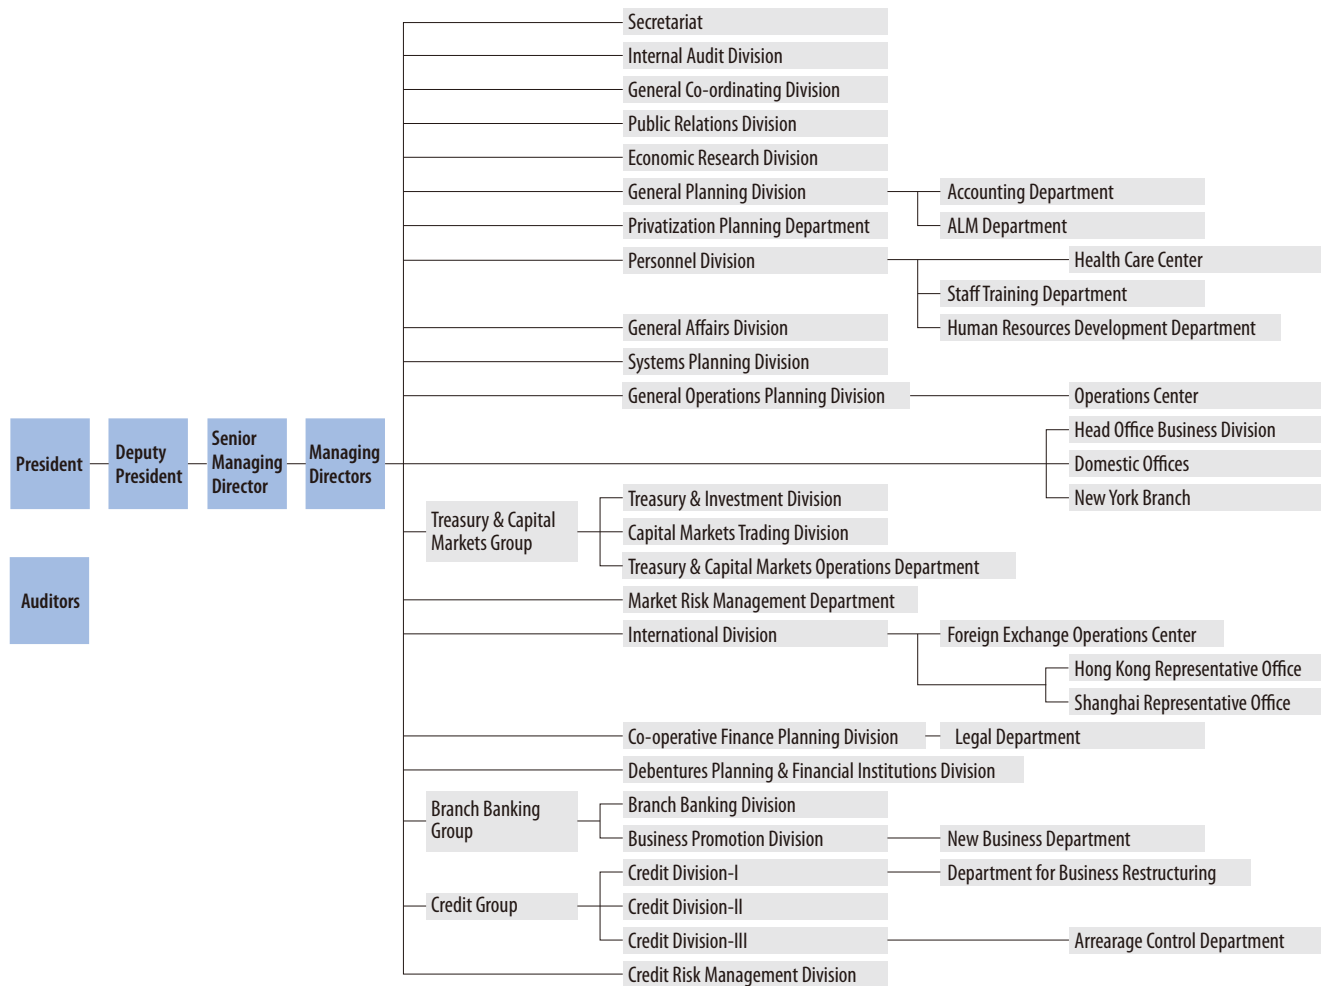 Secretariat
Internal Audit Division
General Co-ordinating Division
Public Relations Division
Economic Research Division
General Planning Division
Accounting Department
Privatization Planning Department
ALM Department
Personnel Division
Health Care Center
Staff Training Department
General Affairs Division
Human Resources Development Department
Systems Planning Division
General Operations Planning Division
Operations Center
President
Deputy
President
Senior
Managing
Director
Managing
Directors
Head Office Business Division
Domestic Offices
New York Branch
Treasury & Capital
Markets Group
Treasury & Investment Division
Capital Markets Trading Division
Treasury & Capital Markets Operations Department
Auditors
Market Risk Management Department
International Division
Foreign Exchange Operations Center
Hong Kong Representative Office
Shanghai Representative Office
Co-operative Finance Planning Division
Legal Department
Debentures Planning & Financial Institutions Division
Branch Banking
Group
Branch Banking Division
Business Promotion Division
New Business Department
Credit Group
Credit Division-I
Department for Business Restructuring
Credit Division-II
Credit Division-III
Arrearage Control Department
Credit Risk Management Division